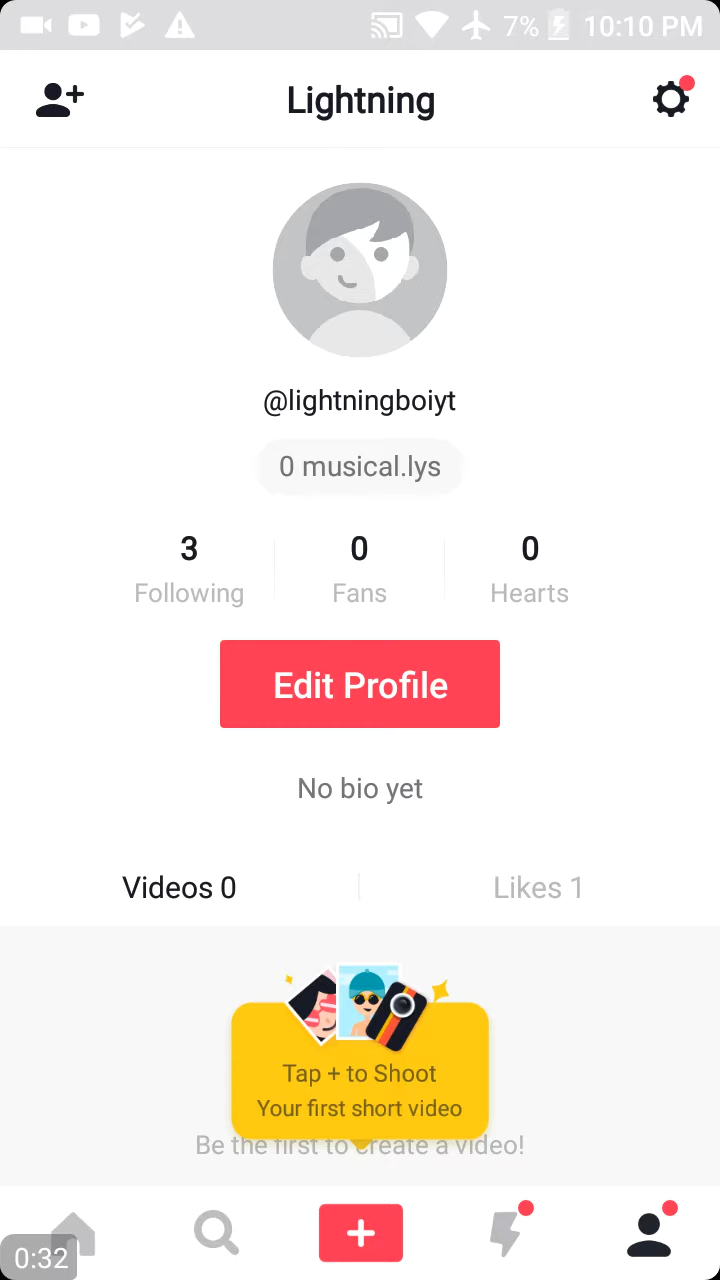 7% 10:10 PM
Lightning
@lightningboiyt
0 musical.lys
3 0 0
Following Fans Hearts
Edit Profile
No bio yet
Videos 0 Likes 1
Tap + to Shoot
Your first short video
Be the first to create a video!
0:32